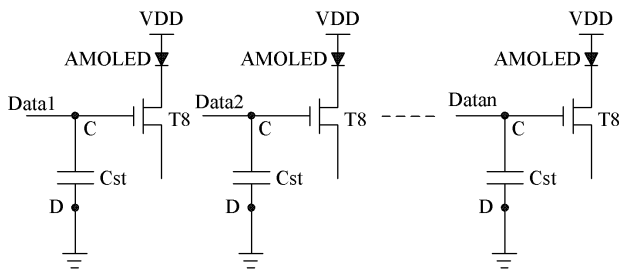 VDD VDD VDD
AMOLED AMOLED AMOLED
Data1 Data2 Datan
C T8 C T8 C T8
Cst Cst Cst
D D D